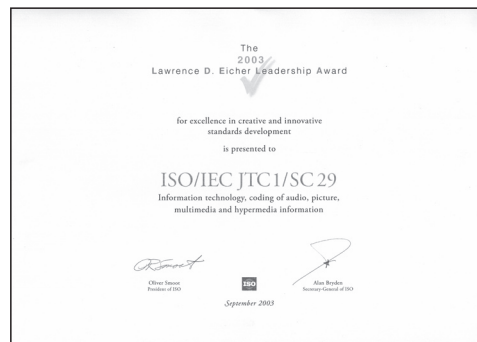 The
2003
Lawrence D. Eicher Leadership Award
for excellence in creative and innovative
standards development
is presented to
ISO/IEC JTC1/SC 29
Information technology, coding of audio, picture,
multimedia and hypermedia information
Oliver Smoot
President of ISO
ISO
Alan Bryden
Secretary-General of ISO
September 2003